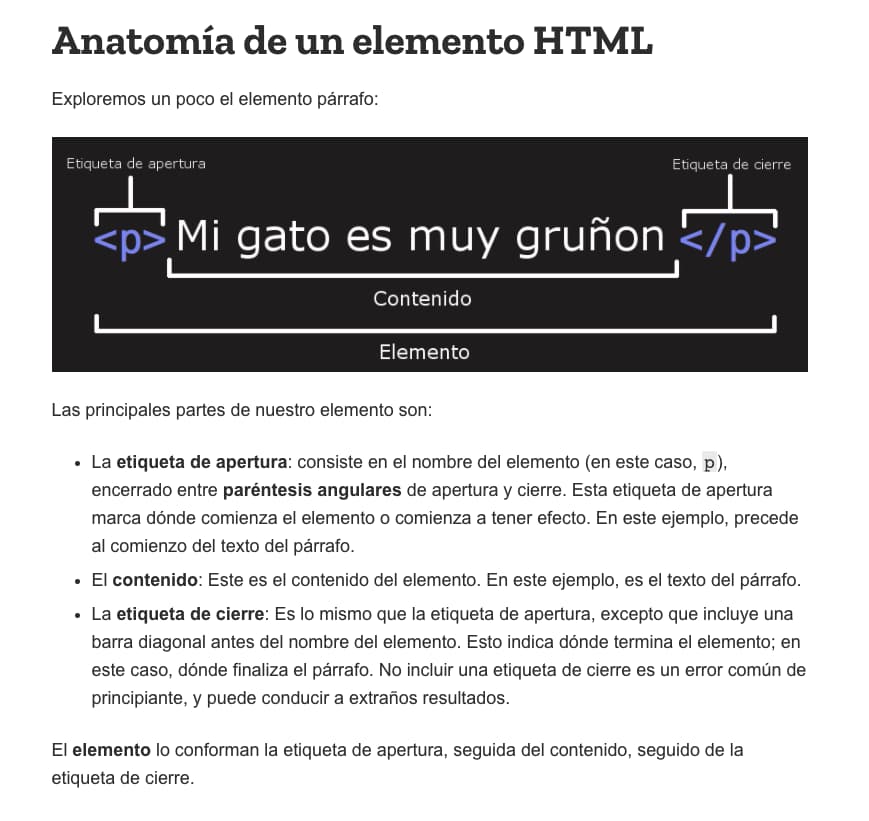 Anatomía de un elemento HTML
Exploremos un poco el elemento párrafo:
Etiqueta de apertura
Etiqueta de cierre
<p> Mi gato es muy gruñon </p>
Contenido
Elemento
Las principales partes de nuestro elemento son:
• La etiqueta de apertura: consiste en el nombre del elemento (en este caso, p),
encerrado entre paréntesis angulares de apertura y cierre. Esta etiqueta de apertura
marca dónde comienza el elemento o comienza a tener efecto. En este ejemplo, precede
al comienzo del texto del párrafo.
• El contenido: Este es el contenido del elemento. En este ejemplo, es el texto del párrafo.
• La etiqueta de cierre: Es lo mismo que la etiqueta de apertura, excepto que incluye una
barra diagonal antes del nombre del elemento. Esto indica dónde termina el elemento; en
este caso, dónde finaliza el párrafo. No incluir una etiqueta de cierre es un error común de
principiante, y puede conducir a extraños resultados.
El elemento lo conforman la etiqueta de apertura, seguida del contenido, seguido de la
etiqueta de cierre.